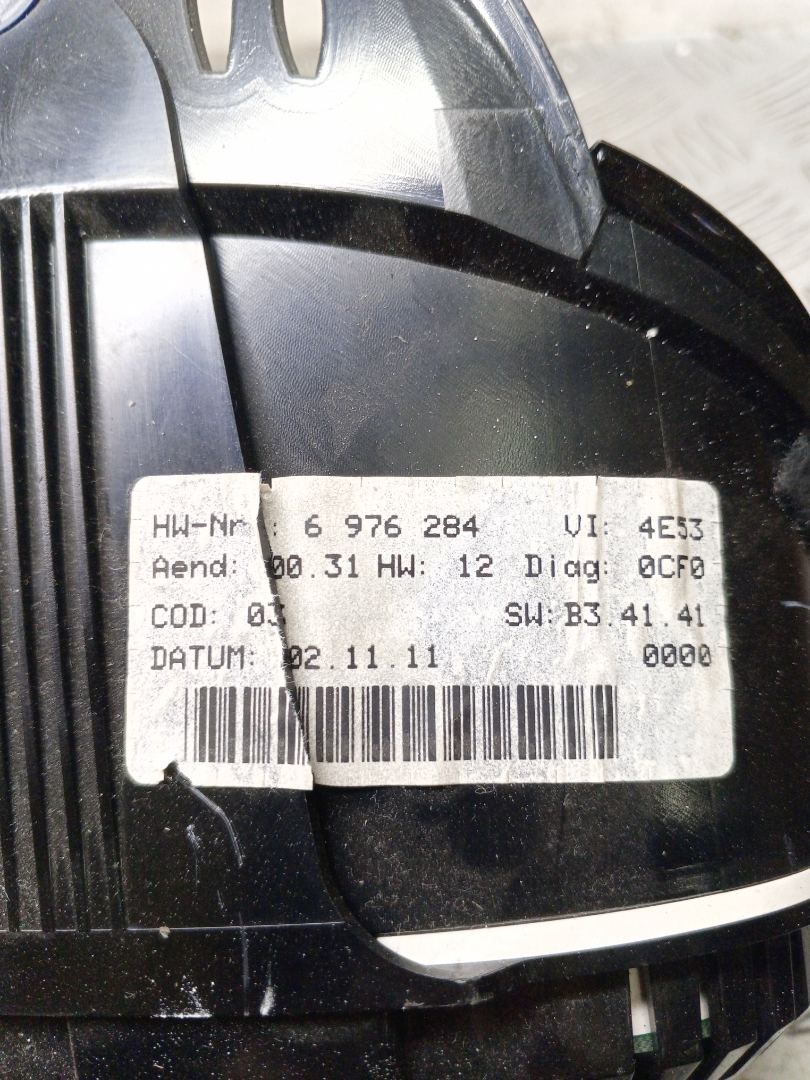 HW-Nr : 6 976 284 VI: 4E53
Aend: 00.31 HW: 12 Diag: 0CF0
COD: 03 SW:B3.41.41
DATUM: 02.11.11 0000